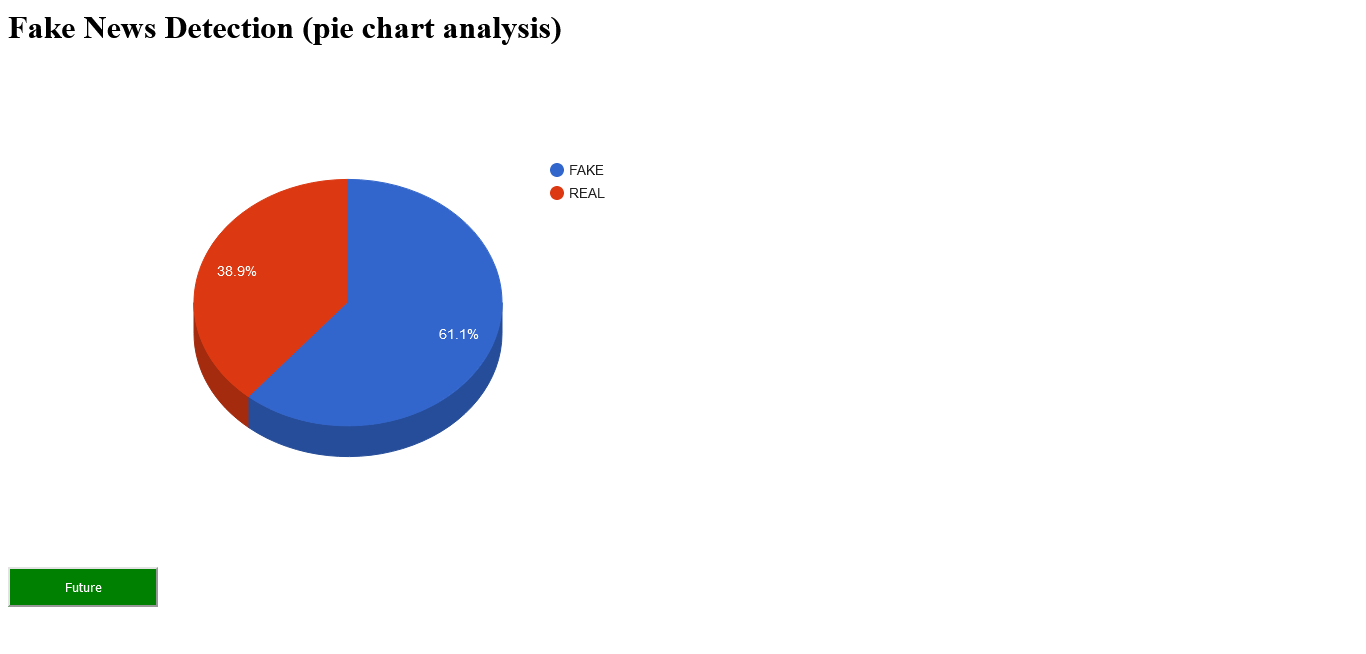 Fake News Detection (pie chart analysis)
FAKE
REAL
38.9%
61.1%
Future